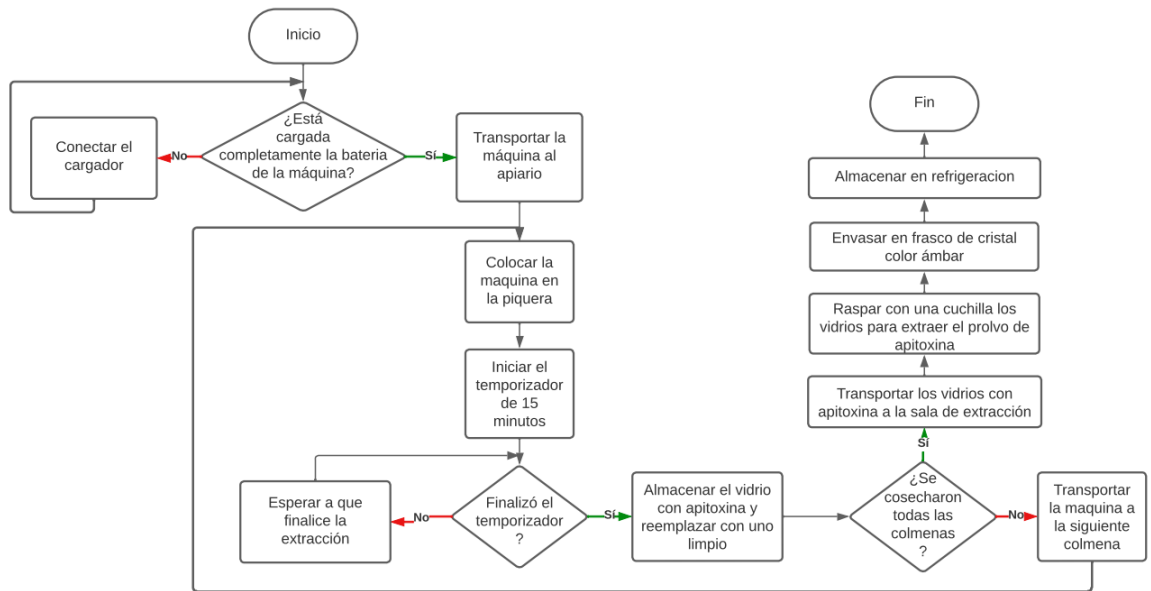 Inicio
¿Está
cargada
completamente la bateria
de la máquina?
No
Conectar el
cargador
Sí
Transportar la
máquina al
apiario
Colocar la
maquina en
la piquera
Iniciar el
temporizador
de 15
minutos
Finalizó el
temporizador
?
No
Esperar a que
finalice la
extracción
Sí
Almacenar el vidrio
con apitoxina y
reemplazar con uno
limpio
¿Se
cosecharon
todas las
colmenas
?
No
Transportar
la maquina a
la siguiente
colmena
Sí
Transportar los vidrios con
apitoxina a la sala de extracción
Raspar con una cuchilla los
vidrios para extraer el prolvo de
apitoxina
Envasar en frasco de cristal
color ámbar
Almacenar en refrigeracion
Fin